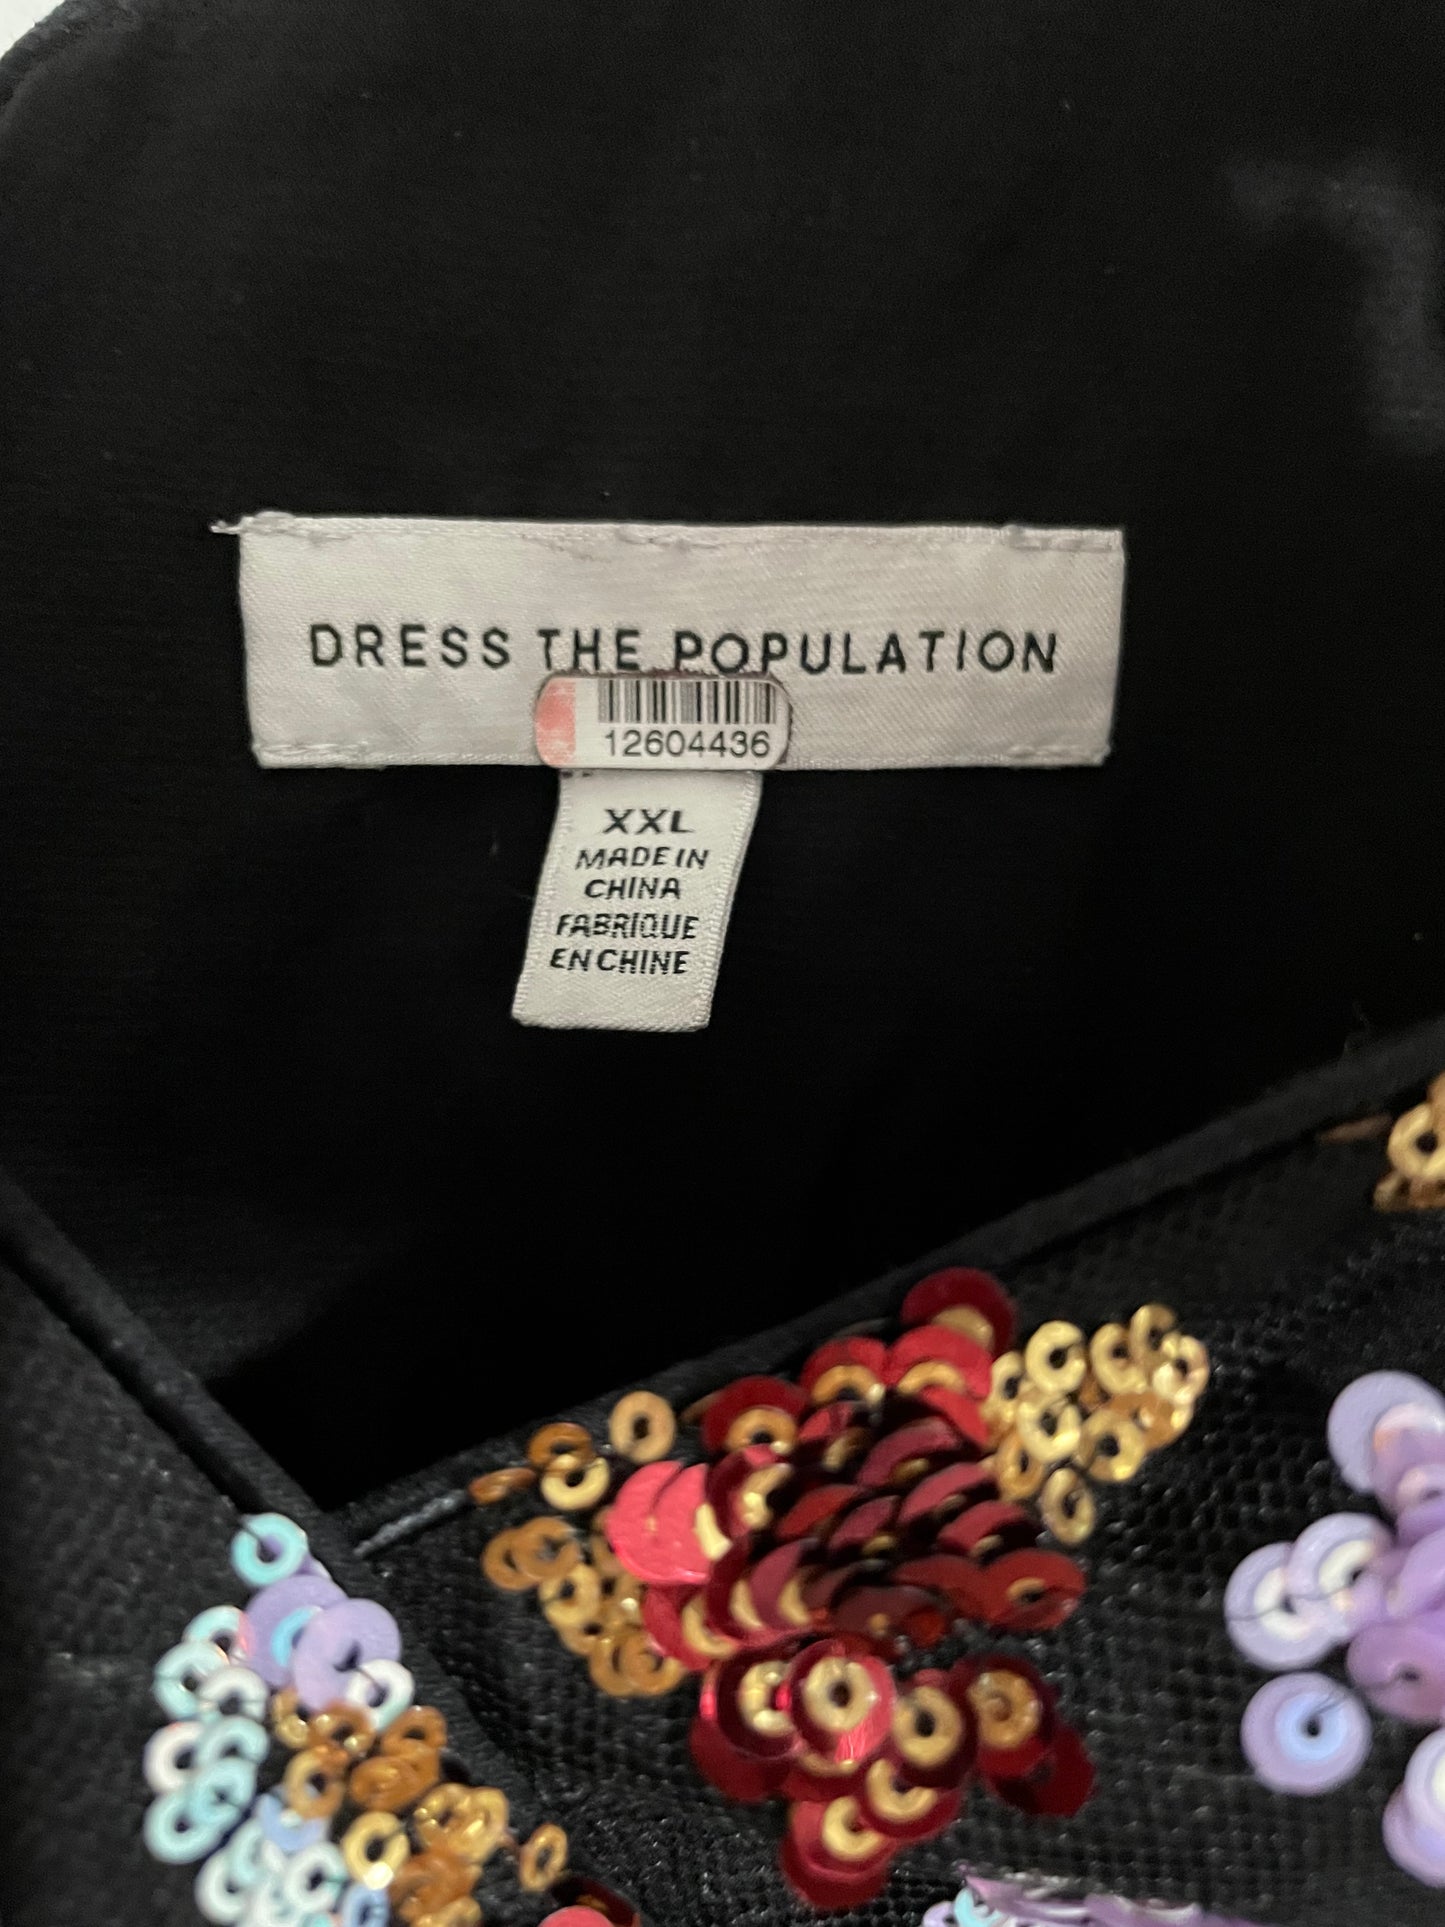 DRESS THE POPULATION
12604436
XXL
MADE IN
CHINA
FABRIQUE
EN CHINE